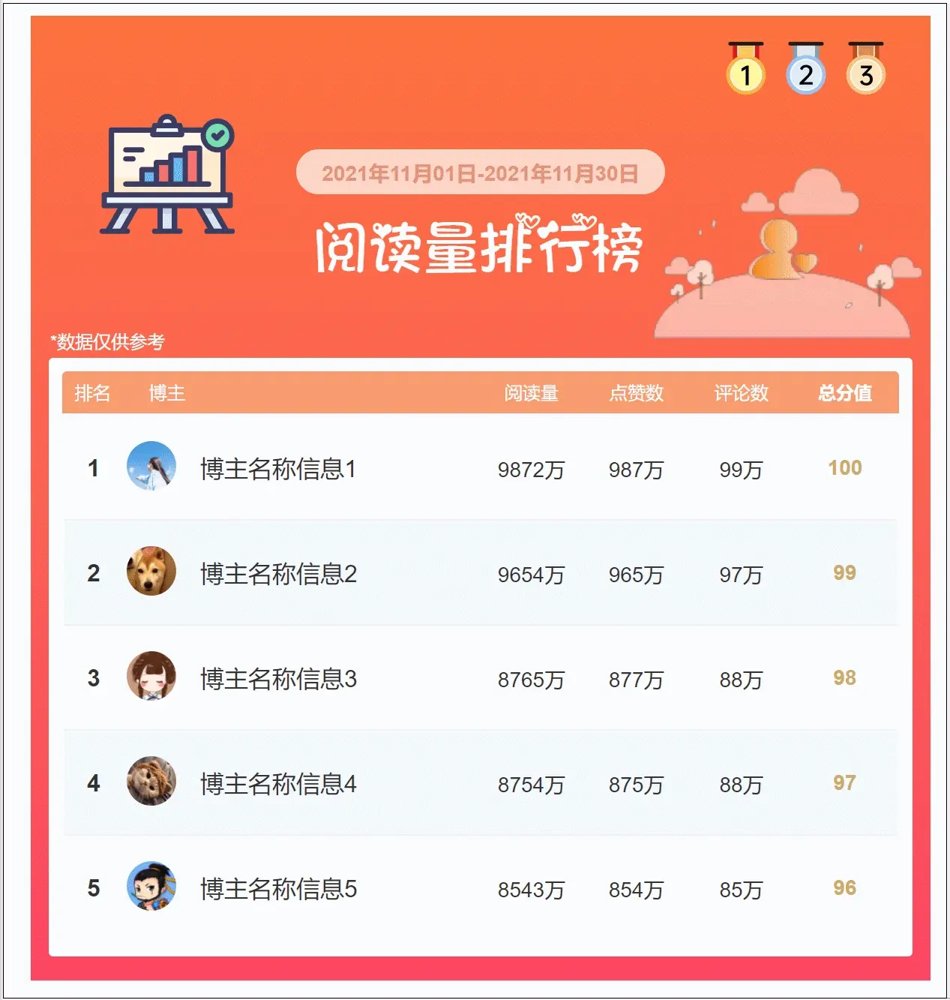 1 2 3
2021年11月01日-2021年11月30日
阅读量排行榜
*数据仅供参考
排名 博主 阅读量 点赞数 评论数 总分值
1 博主名称信息1 9872万 987万 99万 100
2 博主名称信息2 9654万 965万 97万 99
3 博主名称信息3 8765万 877万 88万 98
4 博主名称信息4 8754万 875万 88万 97
5 博主名称信息5 8543万 854万 85万 96